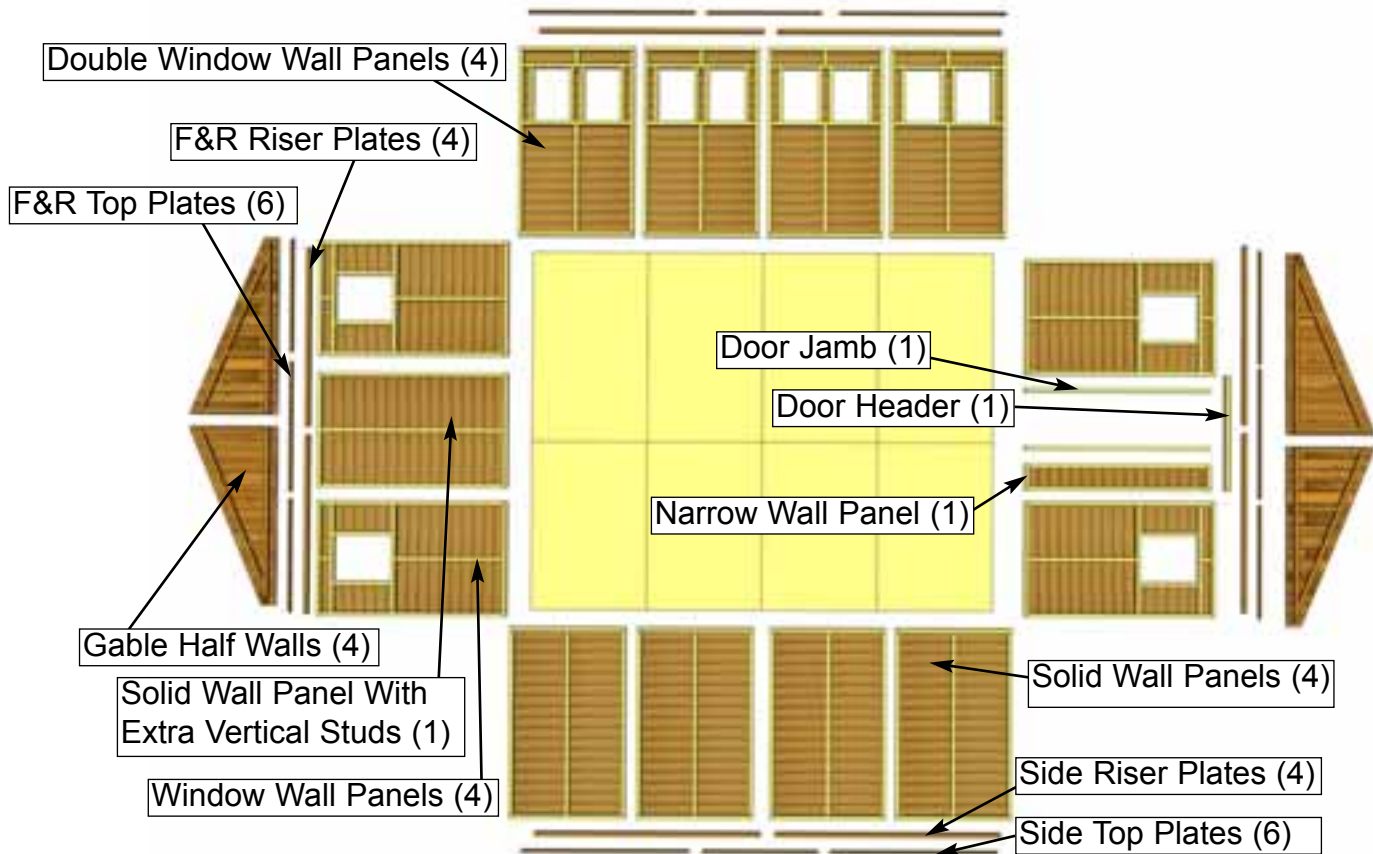 Double Window Wall Panels (4)
F&R Riser Plates (4)
F&R Top Plates (6)
Door Jamb (1)
Door Header (1)
Narrow Wall Panel (1)
Gable Half Walls (4)
Solid Wall Panel With
Extra Vertical Studs (1)
Window Wall Panels (4)
Solid Wall Panels (4)
Side Riser Plates (4)
Side Top Plates (6)